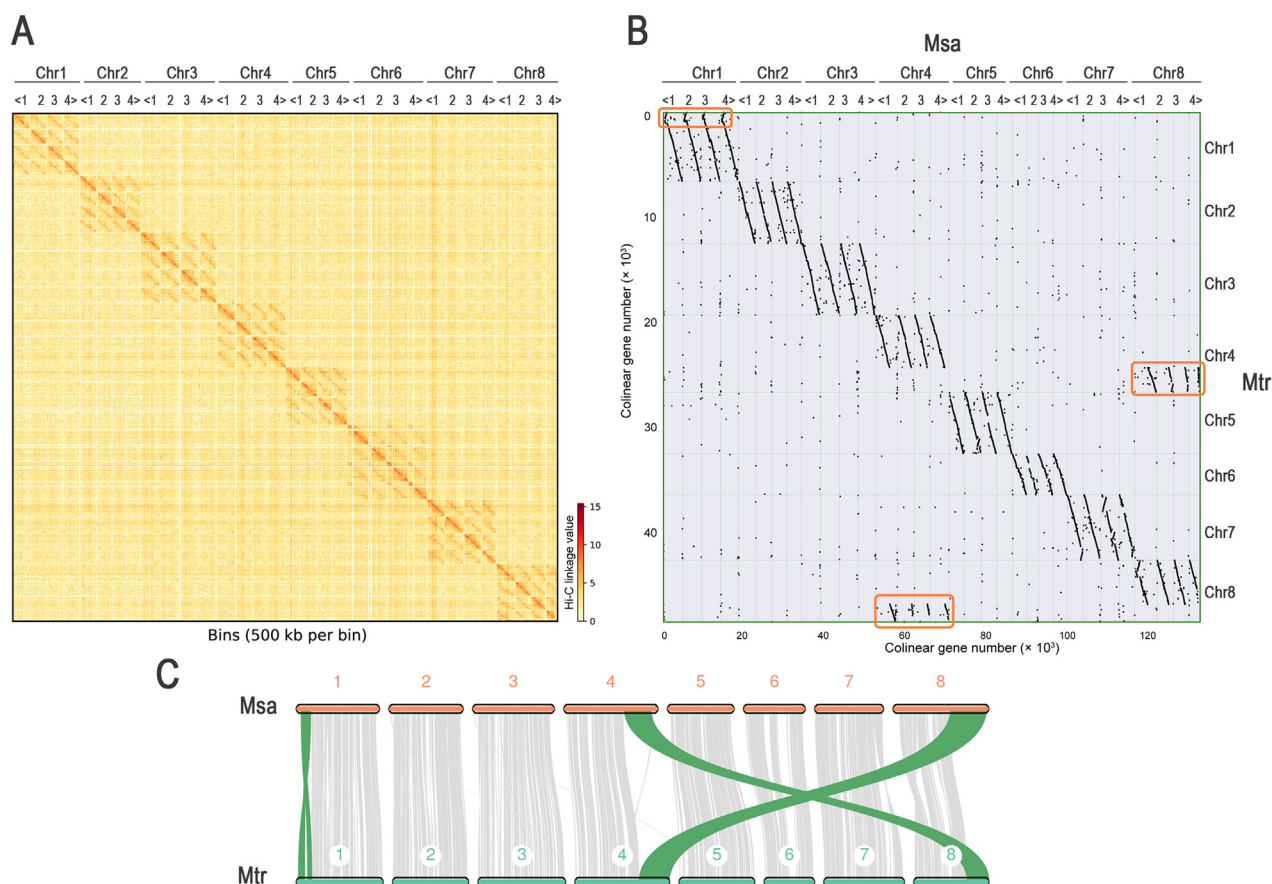 A
Chr1 Chr2 Chr3 Chr4 Chr5 Chr6 Chr7 Chr8
<1 2 3 4> <1 2 3 4> <1 2 3 4> <1 2 3 4> <1 2 3 4> <1 2 3 4> <1 2 3 4> <1 2 3 4>
15
10
5
0
Hi-C linkage value
Bins (500 kb per bin)
B
Msa
Chr1 Chr2 Chr3 Chr4 Chr5 Chr6 Chr7 Chr8
<1 2 3 4> <1 2 3 4> <1 2 3 4> <1 2 3 4> <1 2 3 4> <1 2 3 4> <1 2 3 4> <1 2 3 4>
0
10
20
30
40
Colinear gene number (× 10³)
Chr1
Chr2
Chr3
Chr4
Chr5
Chr6
Chr7
Chr8
Mtr
0 20 40 60 80 100 120
Colinear gene number (× 10³)
C
1 2 3 4 5 6 7 8
Msa
1 2 3 4 5 6 7 8
Mtr